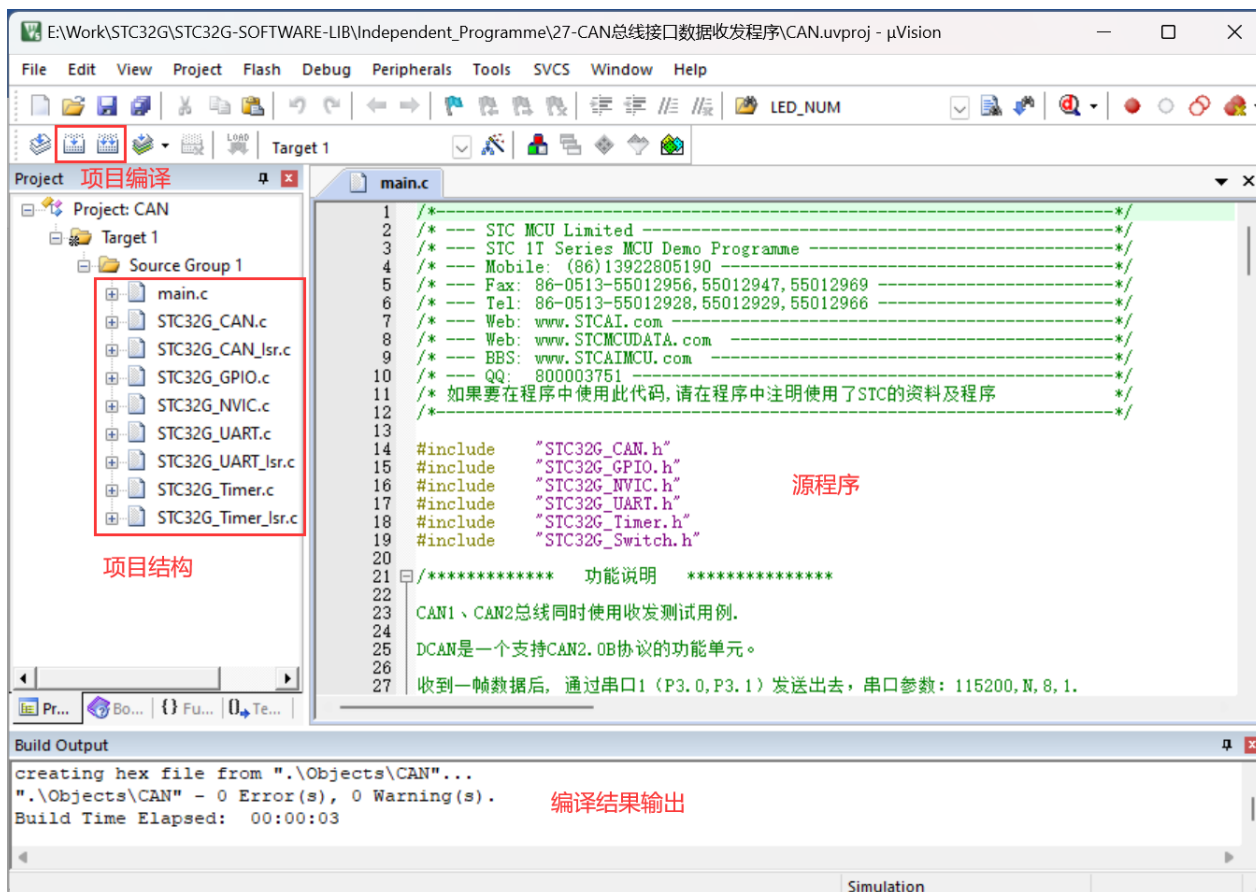 E:\Work\STC32G\STC32G-SOFTWARE-LIB\Independent_Programme\27-CAN总线接口数据收发程序\CAN.uvproj - µVision
File Edit View Project Flash Debug Peripherals Tools SVCS Window Help
LED_NUM
LOAD Target 1
Project 项目编译
main.c
Project: CAN
Target 1
Source Group 1
main.c
STC32G_CAN.c
STC32G_CAN_Isr.c
STC32G_GPIO.c
STC32G_NVIC.c
STC32G_UART.c
STC32G_UART_Isr.c
STC32G_Timer.c
STC32G_Timer_Isr.c
项目结构
1 /*---------------------------------------------------------------------*/
2 /* --- STC MCU Limited ------------------------------------------------*/
3 /* --- STC 1T Series MCU Demo Programme -------------------------------*/
4 /* --- Mobile: (86)13922805190 ----------------------------------------*/
5 /* --- Fax: 86-0513-55012956,55012947,55012969 ------------------------*/
6 /* --- Tel: 86-0513-55012928,55012929,55012966 ------------------------*/
7 /* --- Web: www.STCAI.com ---------------------------------------------*/
8 /* --- Web: www.STCMCUDATA.com  ---------------------------------------*/
9 /* --- BBS: www.STCAIMCU.com  -----------------------------------------*/
10 /* --- QQ:  800003751 -------------------------------------------------*/
11 /* 如果要在程序中使用此代码,请在程序中注明使用了STC的资料及程序            */
12 /*---------------------------------------------------------------------*/
13
14 #include "STC32G_CAN.h"
15 #include "STC32G_GPIO.h"
16 #include "STC32G_NVIC.h"
17 #include "STC32G_UART.h"
18 #include "STC32G_Timer.h"
19 #include "STC32G_Switch.h"
源程序
20
21 /************* 功能说明 ***************
22
23 CAN1、CAN2总线同时使用收发测试用例.
24
25 DCAN是一个支持CAN2.0B协议的功能单元。
26
27 收到一帧数据后, 通过串口1（P3.0,P3.1）发送出去，串口参数：115200,N,8,1.
Pr... Bo... {} Fu... Te...
Build Output
creating hex file from ".\Objects\CAN"...
".\Objects\CAN" - 0 Error(s), 0 Warning(s).
Build Time Elapsed:  00:00:03
编译结果输出
Simulation